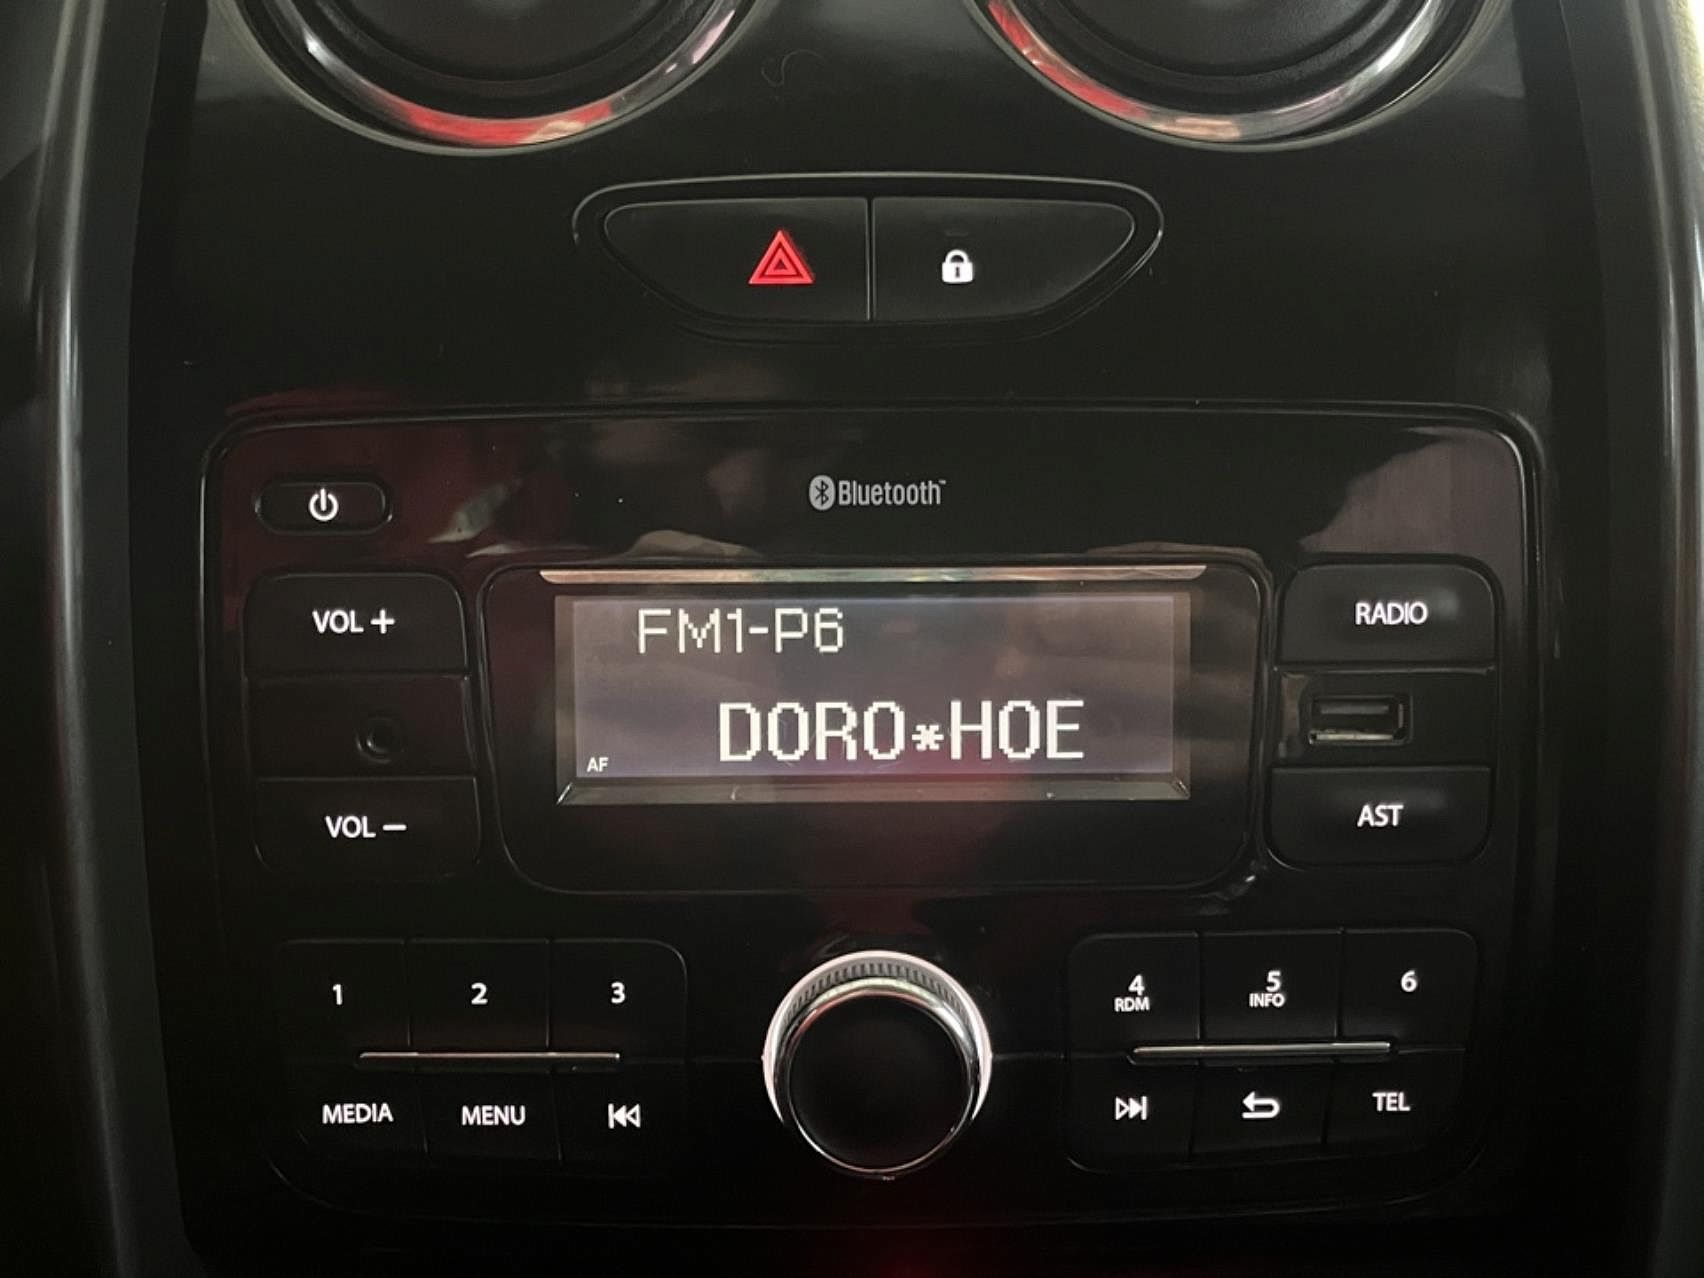 Bluetooth™
VOL +
FM1-P6
RADIO
DORO*HOE
AF
VOL –
AST
1
2
3
4
RDM
5
INFO
6
MEDIA
MENU
TEL